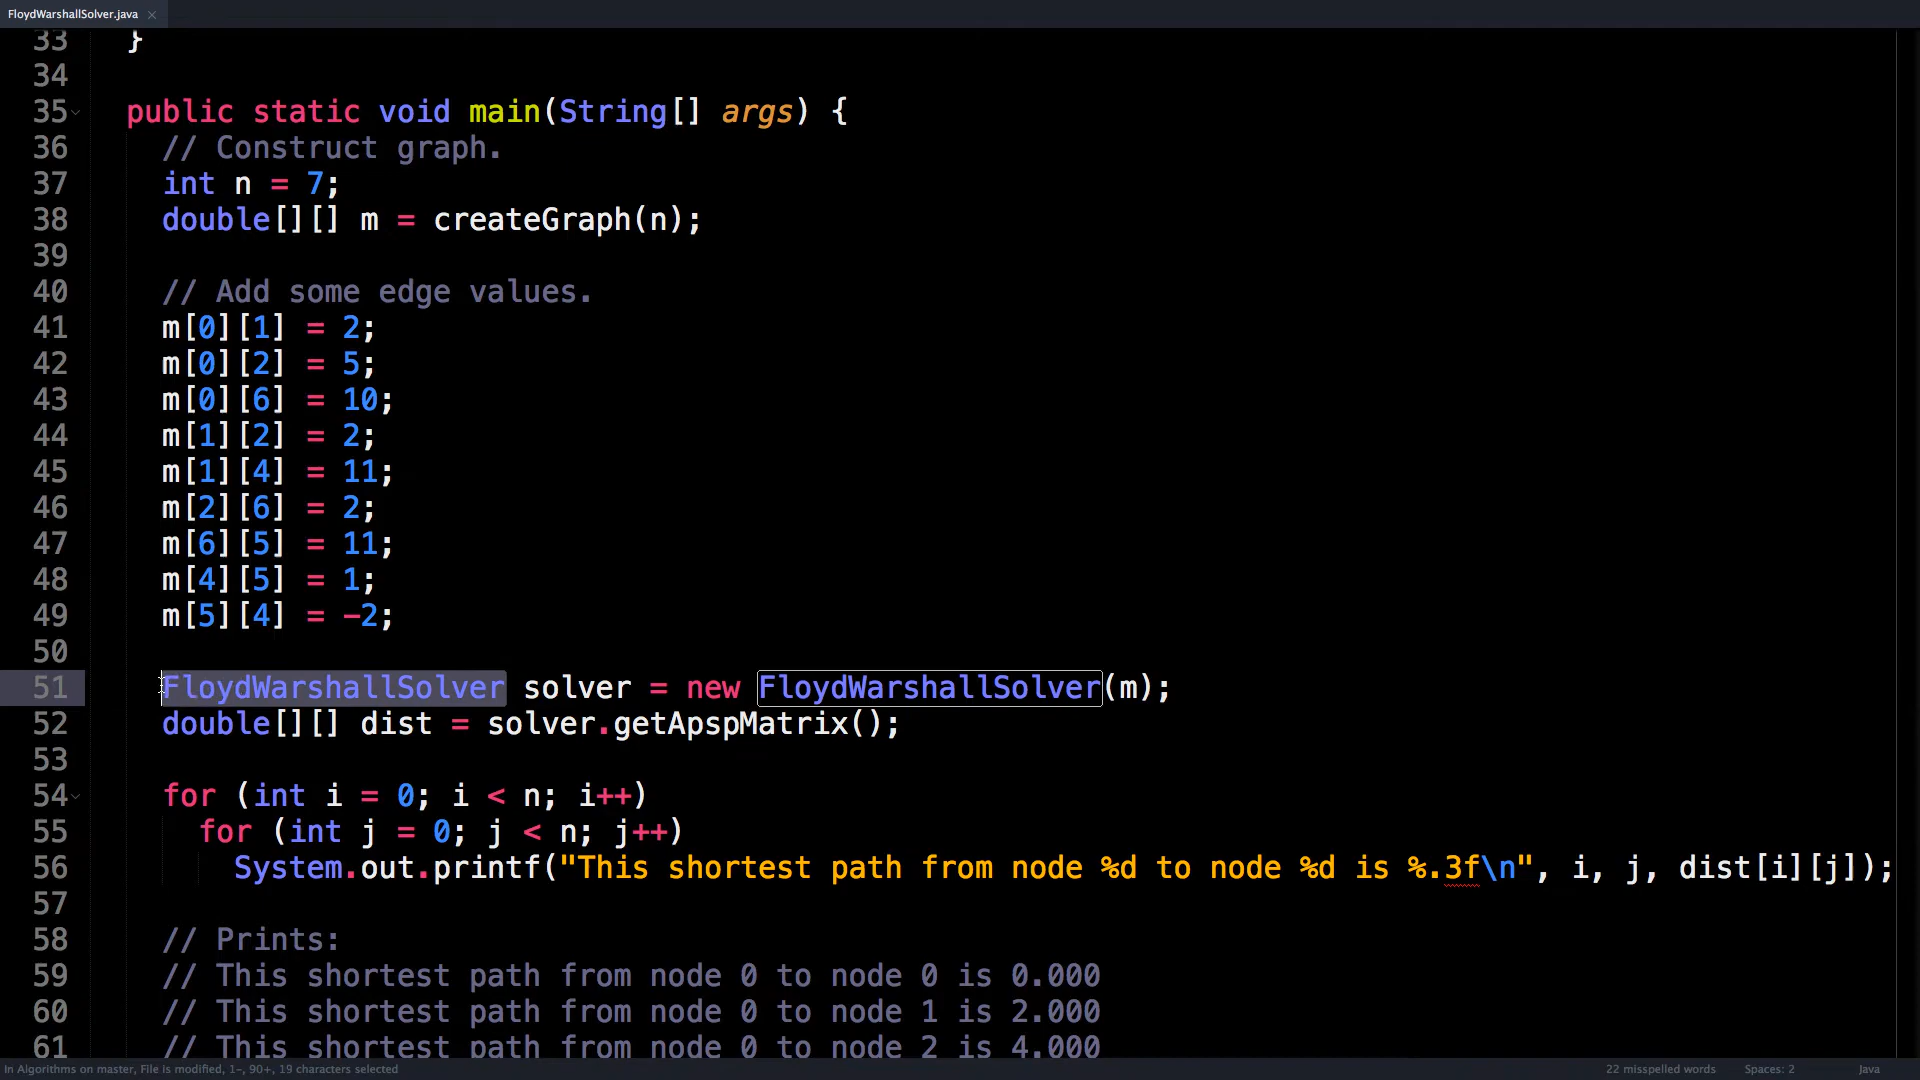 FloydWarshallSolver.java ×
33 }
34
35 public static void main(String[] args) {
36 // Construct graph.
37 int n = 7;
38 double[][] m = createGraph(n);
39
40 // Add some edge values.
41 m[0][1] = 2;
42 m[0][2] = 5;
43 m[0][6] = 10;
44 m[1][2] = 2;
45 m[1][4] = 11;
46 m[2][6] = 2;
47 m[6][5] = 11;
48 m[4][5] = 1;
49 m[5][4] = -2;
50
51 FloydWarshallSolver solver = new FloydWarshallSolver(m);
52 double[][] dist = solver.getApspMatrix();
53
54 for (int i = 0; i < n; i++)
55 for (int j = 0; j < n; j++)
56 System.out.printf("This shortest path from node %d to node %d is %.3f\n", i, j, dist[i][j]);
57
58 // Prints:
59 // This shortest path from node 0 to node 0 is 0.000
60 // This shortest path from node 0 to node 1 is 2.000
61 // This shortest path from node 0 to node 2 is 4.000
In Algorithms on master, File is modified, 1-, 90+, 19 characters selected 22 misspelled words Spaces: 2 Java